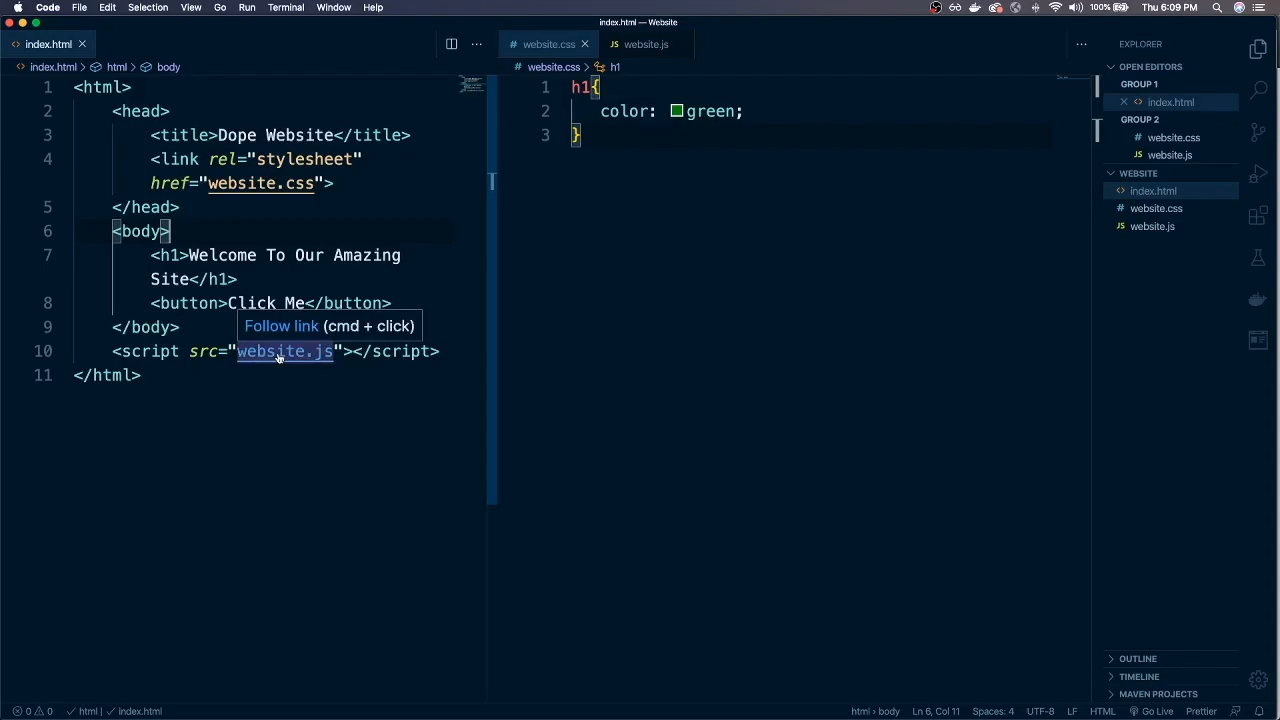 Code File Edit Selection View Go Run Terminal Window Help 100% Thu 6:09 PM
index.html — Website
index.html
website.css
JS website.js
index.html > html > body
# website.css > h1
1 <html>
2 <head>
3 <title>Dope Website</title>
4 <link rel="stylesheet"
href="website.css">
5 </head>
6 <body>
7 <h1>Welcome To Our Amazing
Site</h1>
8 <button>Click Me</button>
9 </body>
Follow link (cmd + click)
10 <script src="website.js"></script>
11 </html>
1 h1{
2 color: green;
3 }
EXPLORER
OPEN EDITORS
GROUP 1
index.html
GROUP 2
# website.css
JS website.js
WEBSITE
index.html
# website.css
JS website.js
OUTLINE
TIMELINE
MAVEN PROJECTS
0 0 html index.html
html > body Ln 6, Col 11 Spaces: 4 UTF-8 LF HTML Go Live Prettier